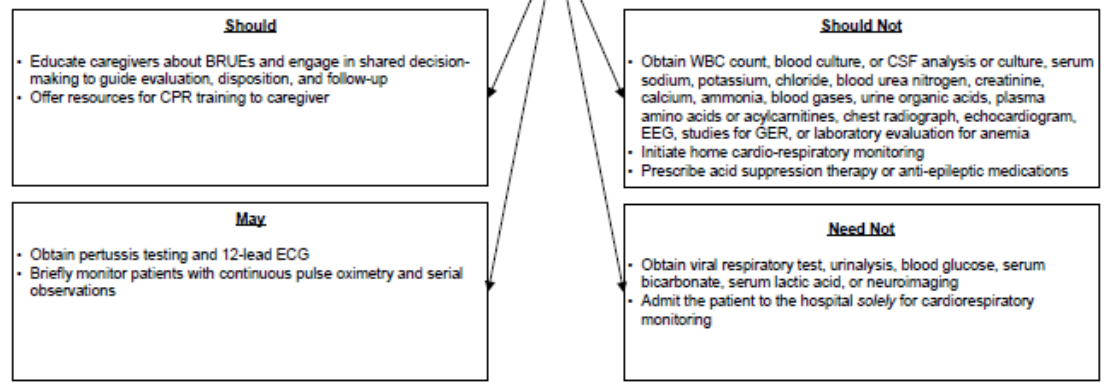 Should
• Educate caregivers about BRUEs and engage in shared decision-
making to guide evaluation, disposition, and follow-up
• Offer resources for CPR training to caregiver
Should Not
• Obtain WBC count, blood culture, or CSF analysis or culture, serum
sodium, potassium, chloride, blood urea nitrogen, creatinine,
calcium, ammonia, blood gases, urine organic acids, plasma
amino acids or acylcarnitines, chest radiograph, echocardiogram,
EEG, studies for GER, or laboratory evaluation for anemia
• Initiate home cardio-respiratory monitoring
• Prescribe acid suppression therapy or anti-epileptic medications
May
• Obtain pertussis testing and 12-lead ECG
• Briefly monitor patients with continuous pulse oximetry and serial
observations
Need Not
• Obtain viral respiratory test, urinalysis, blood glucose, serum
bicarbonate, serum lactic acid, or neuroimaging
• Admit the patient to the hospital solely for cardiorespiratory
monitoring